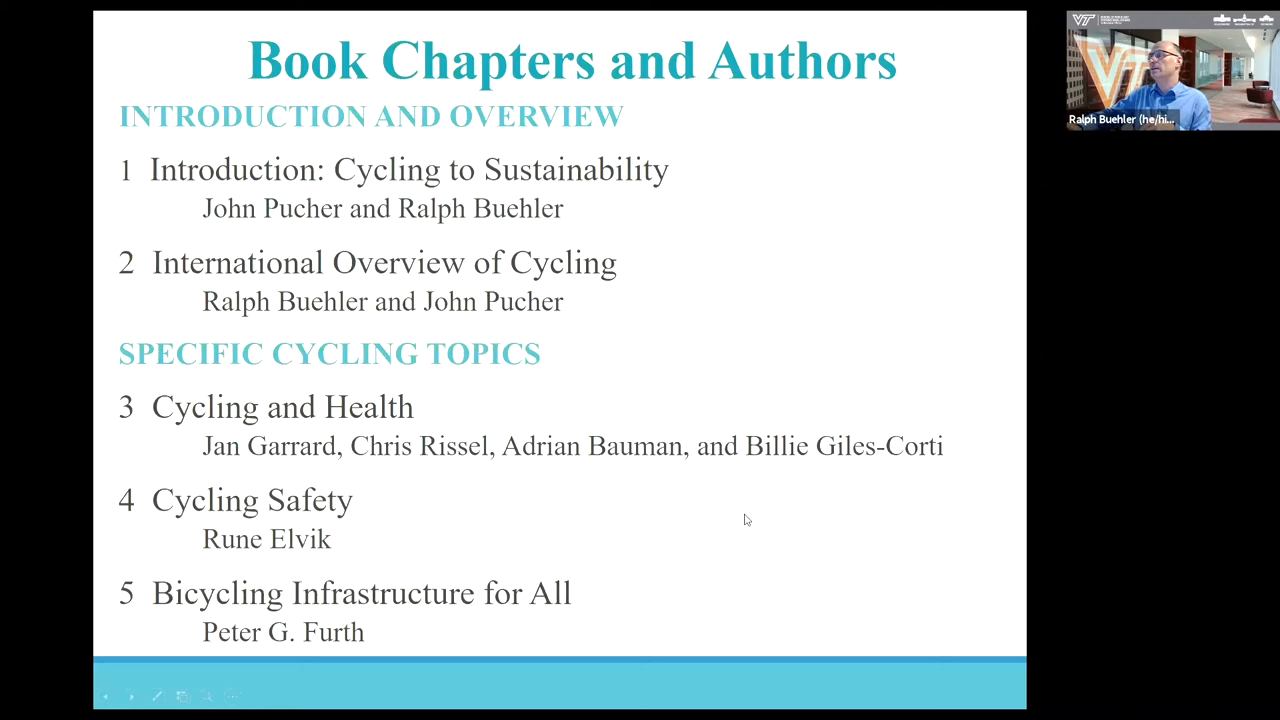 Book Chapters and Authors
INTRODUCTION AND OVERVIEW
1 Introduction: Cycling to Sustainability
John Pucher and Ralph Buehler
2 International Overview of Cycling
Ralph Buehler and John Pucher
SPECIFIC CYCLING TOPICS
3 Cycling and Health
Jan Garrard, Chris Rissel, Adrian Bauman, and Billie Giles-Corti
4 Cycling Safety
Rune Elvik
5 Bicycling Infrastructure for All
Peter G. Furth
VT
VT
Ralph Buehler (he/hi...